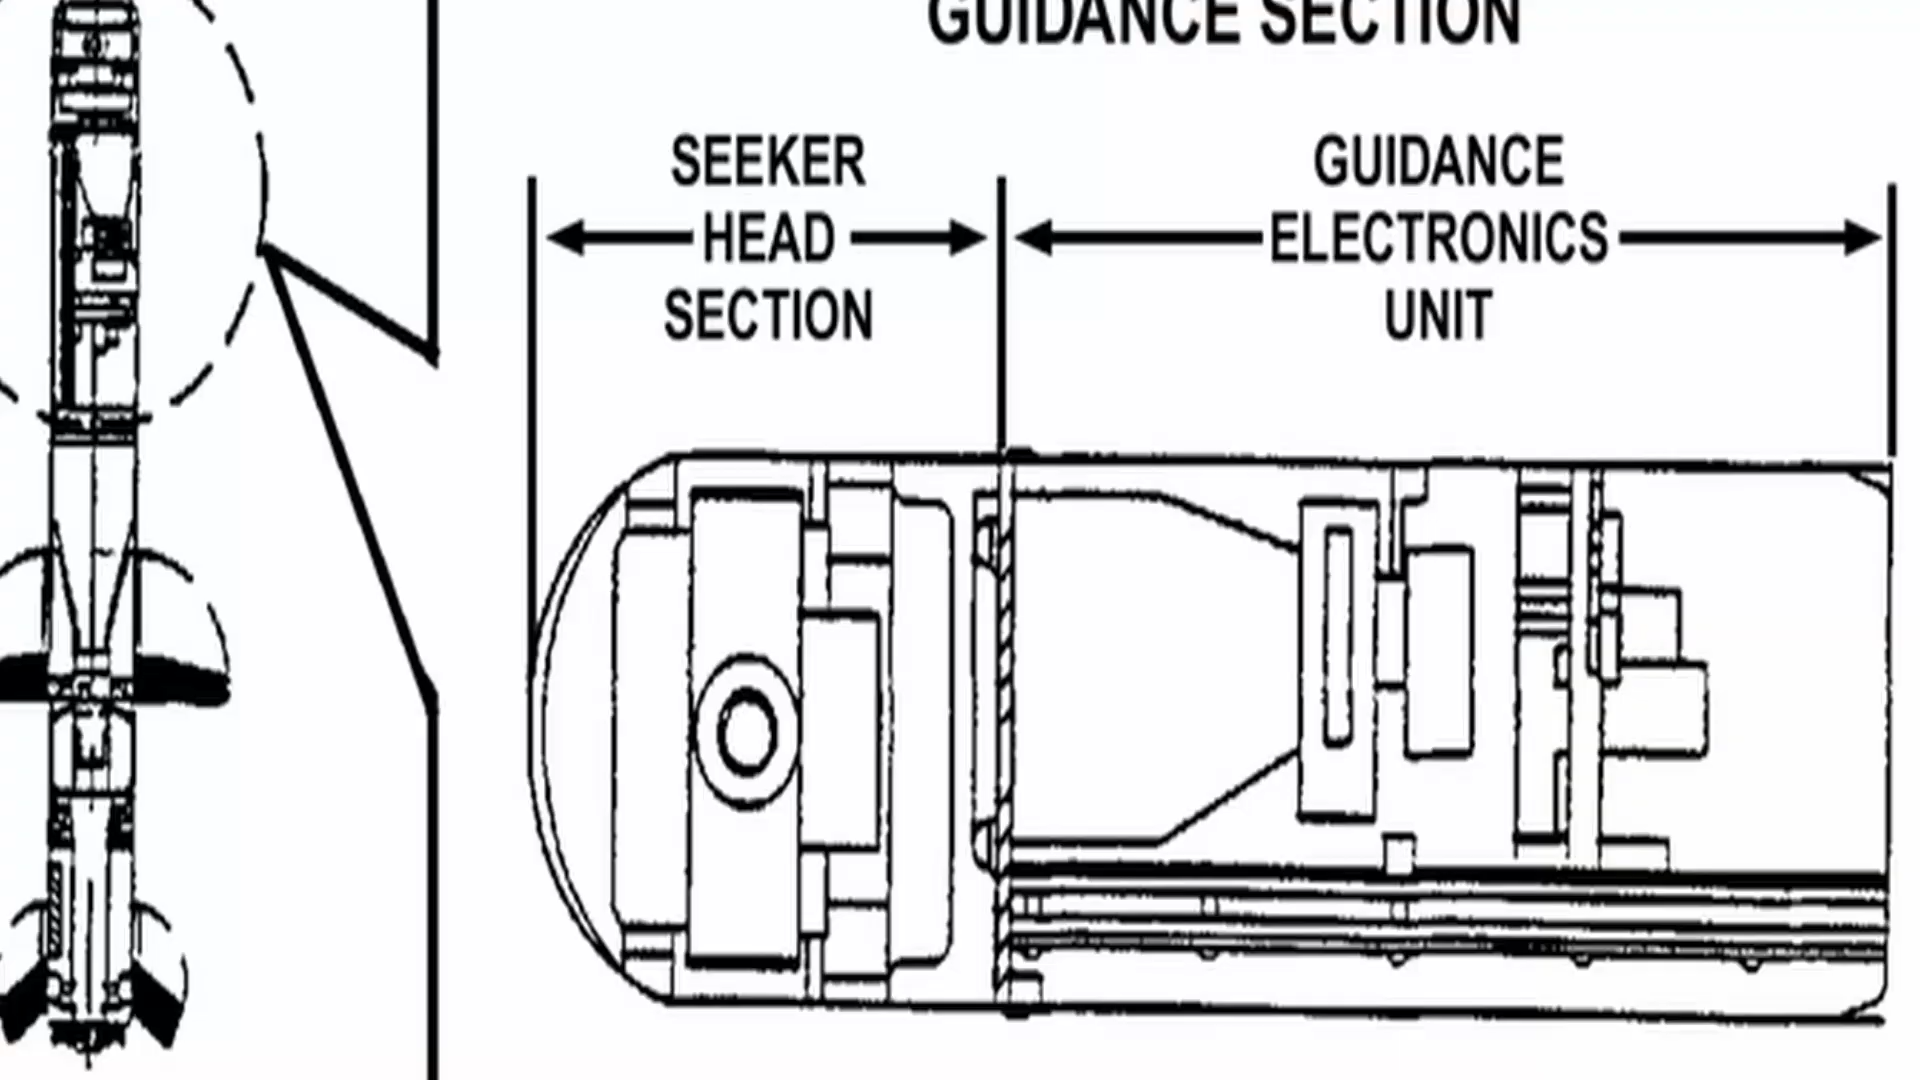 GUIDANCE SECTION
SEEKER
HEAD
SECTION
GUIDANCE
ELECTRONICS
UNIT